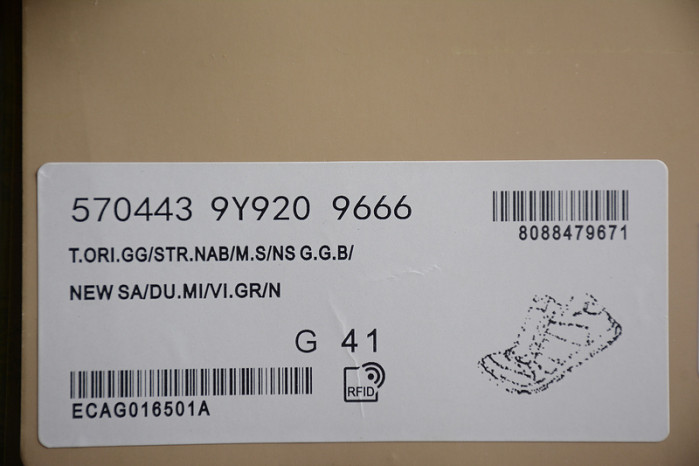 570443 9Y920 9666
8088479671
T.ORI.GG/STR.NAB/M.S/NS G.G.B/
NEW SA/DU.MI/VI.GR/N
G 41
RFID
ECAG016501A